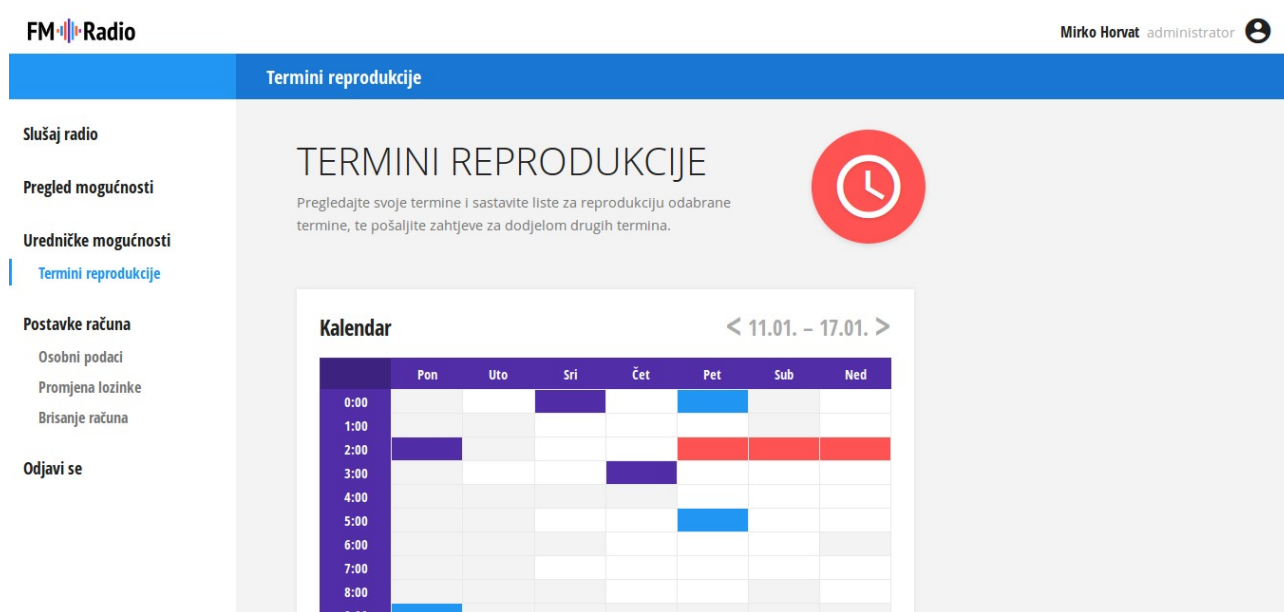 FM Radio
Mirko Horvat administrator
Termini reprodukcije
Slušaj radio
Pregled mogućnosti
Uredničke mogućnosti
Termini reprodukcije
Postavke računa
Osobni podaci
Promjena lozinke
Brisanje računa
Odjavi se
TERMINI REPRODUKCIJE
Pregledajte svoje termine i sastavite liste za reprodukciju odabrane
termine, te pošaljite zahtjeve za dodjelom drugih termina.
Kalendar < 11.01. – 17.01. >
Pon Uto Sri Čet Pet Sub Ned
0:00
1:00
2:00
3:00
4:00
5:00
6:00
7:00
8:00